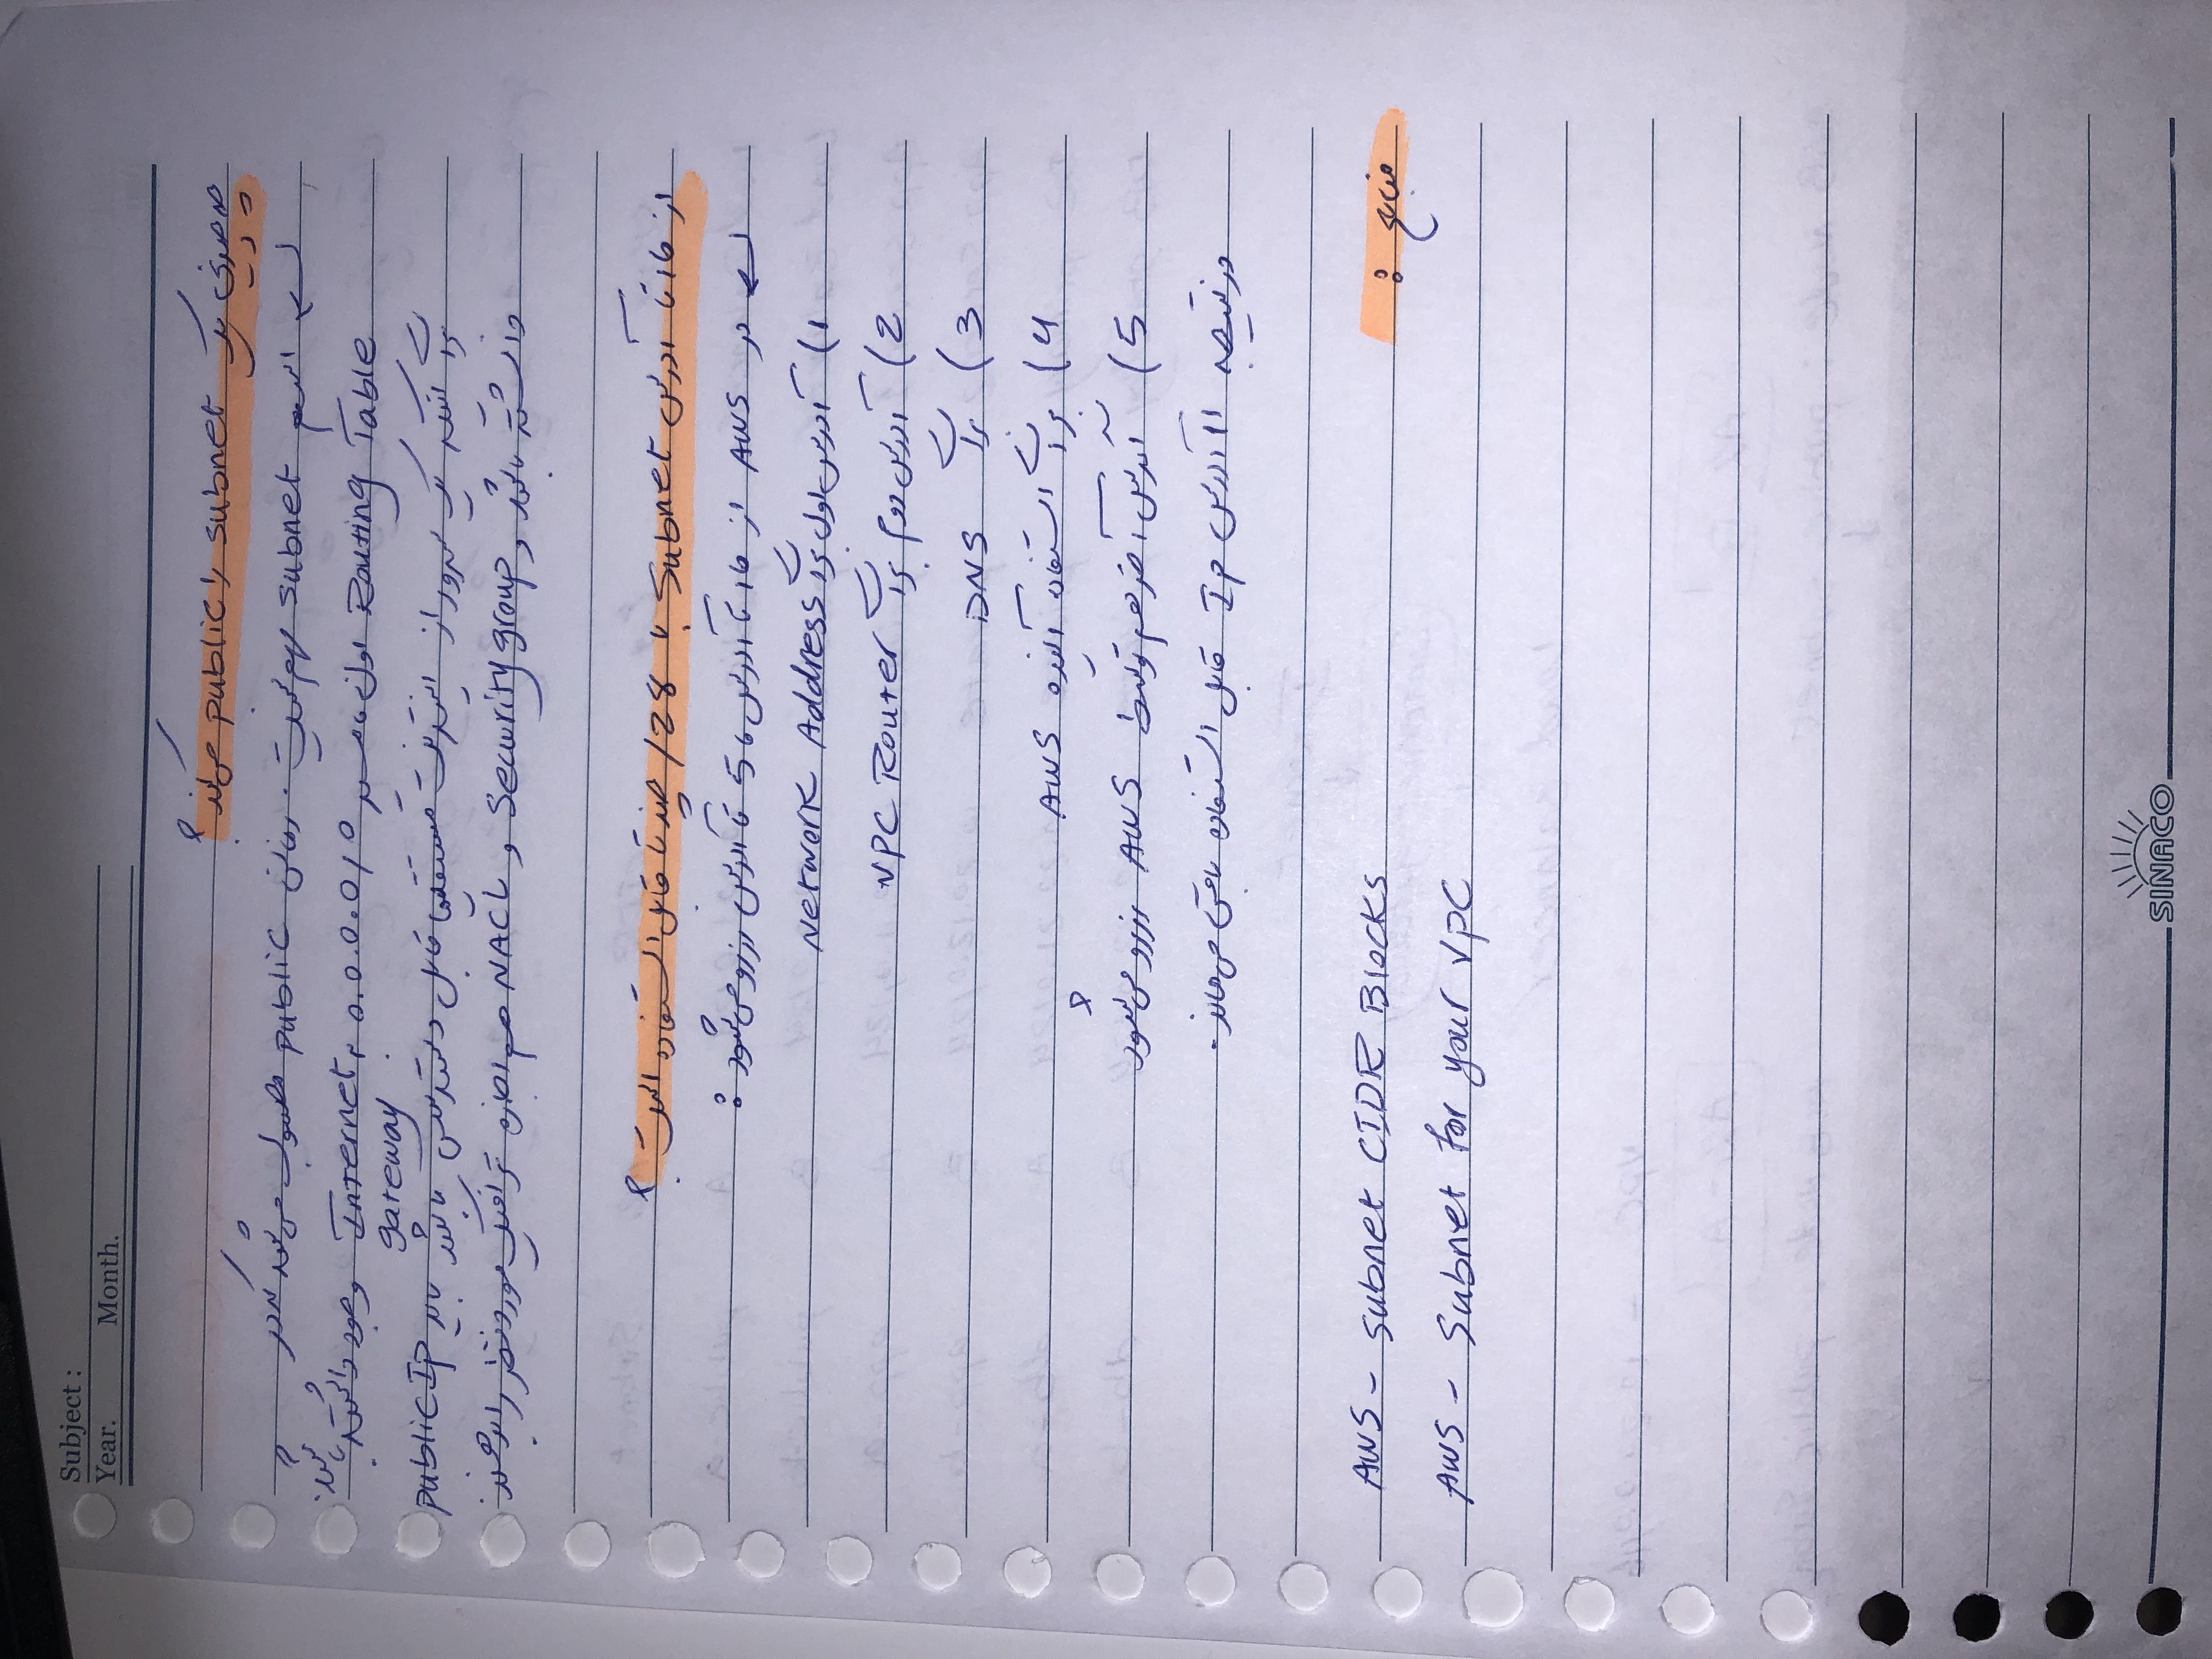 Subject :
Year. Month.
چه چیزی یک subnet را public می‌کند؟
اسم subnet مهم نیست. زمانی public محسوب می‌شود که در
Routing Table اون مسیر 0.0.0.0/0 به Internet gateway وجود داشته باشد.
برای اینکه یک سرور از اینترنت مستقیما قابل دسترس باشد باید public IP
داشته باشد و Security group و NACL هم اجازه ترافیک مورد نظر را بدهند
از ۱۶ تا آدرس Subnet با /28 چندتا قابل استفاده است؟
در AWS از ۱۶ تا آدرس، 5 تا آدرس رزرو می‌شود:
1) آدرس اول برای Network Address
2) آدرس دوم برای VPC Router
3) برای DNS
4) برای استفاده آینده AWS
5) آدرس آخر هم توسط AWS رزرو می‌شود
در نتیجه ۱۱ آدرس IP قابل استفاده باقی می‌ماند.
منابع:
AWS - subnet CIDR Blocks
AWS - Subnet for your VPC
SINACO